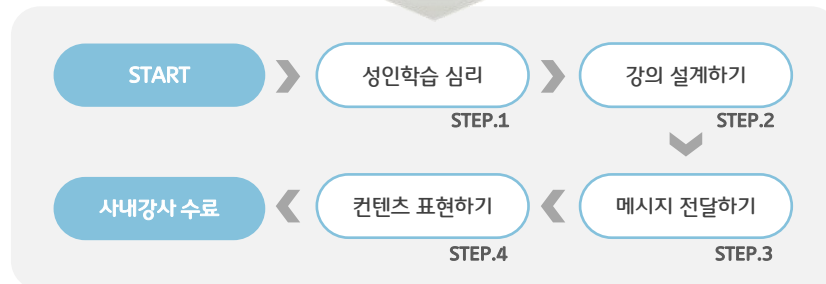 START
성인학습 심리
STEP.1
강의 설계하기
STEP.2
메시지 전달하기
STEP.3
컨텐츠 표현하기
STEP.4
사내강사 수료